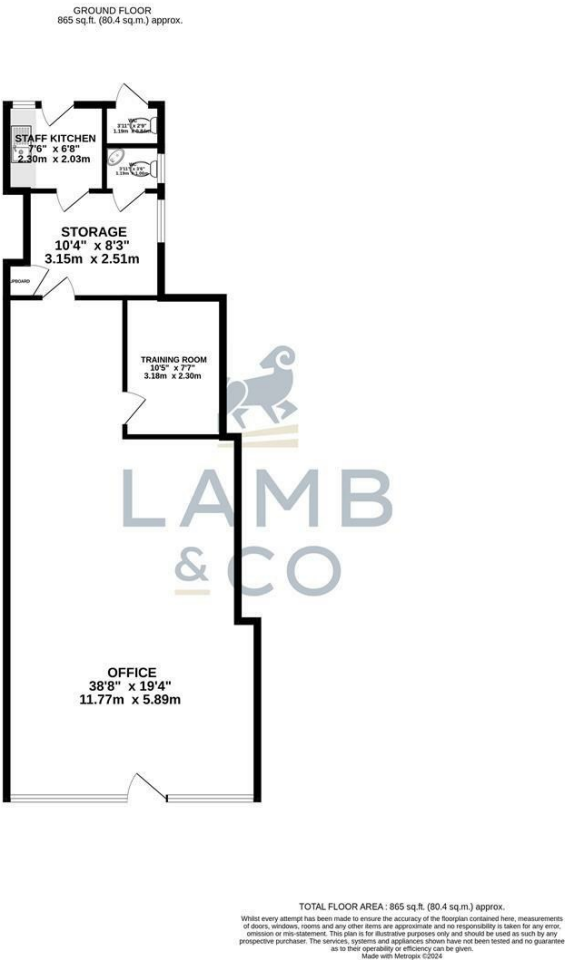 GROUND FLOOR
865 sq.ft. (80.4 sq.m.) approx.
WC
3'11" x 2'9"
STAFF KITCHEN
7'6" x 6'8"
2.30m x 2.03m
WC
STORAGE
10'4" x 8'3"
3.15m x 2.51m
UPBOARD
TRAINING ROOM
10'5" x 7'7"
3.18m x 2.30m
LAMB
& CO
OFFICE
38'8" x 19'4"
11.77m x 5.89m
TOTAL FLOOR AREA : 865 sq.ft. (80.4 sq.m.) approx.
Whilst every attempt has been made to ensure the accuracy of the floorplan contained here, measurements
of doors, windows, rooms and any other items are approximate and no responsibility is taken for any error,
omission or mis-statement. This plan is for illustrative purposes only and should be used as such by any
prospective purchaser. The services, systems and appliances shown have not been tested and no guarantee
as to their operability or efficiency can be given.
Made with Metropix ©2024